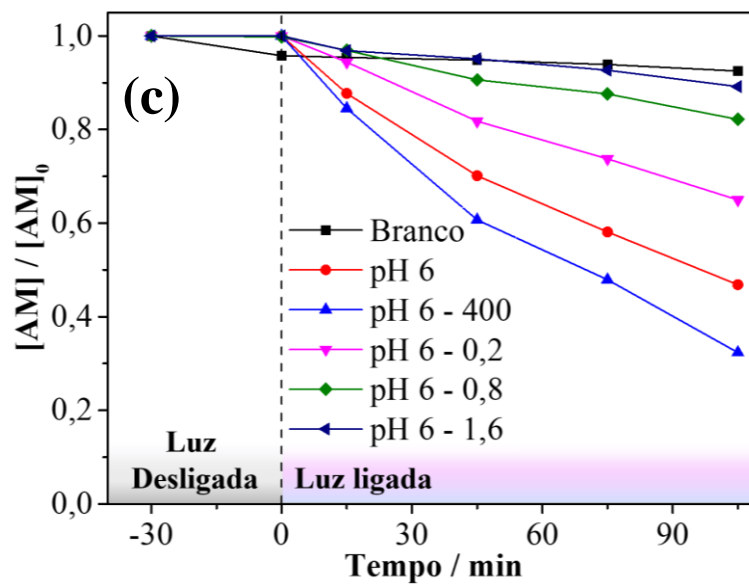 1,0
0,8
0,6
0,4
0,2
0,0
[AM] / [AM]0
(c)
Branco
pH 6
pH 6 - 400
pH 6 - 0,2
pH 6 - 0,8
pH 6 - 1,6
Luz
Desligada
Luz ligada
-30
0
30
60
90
Tempo / min